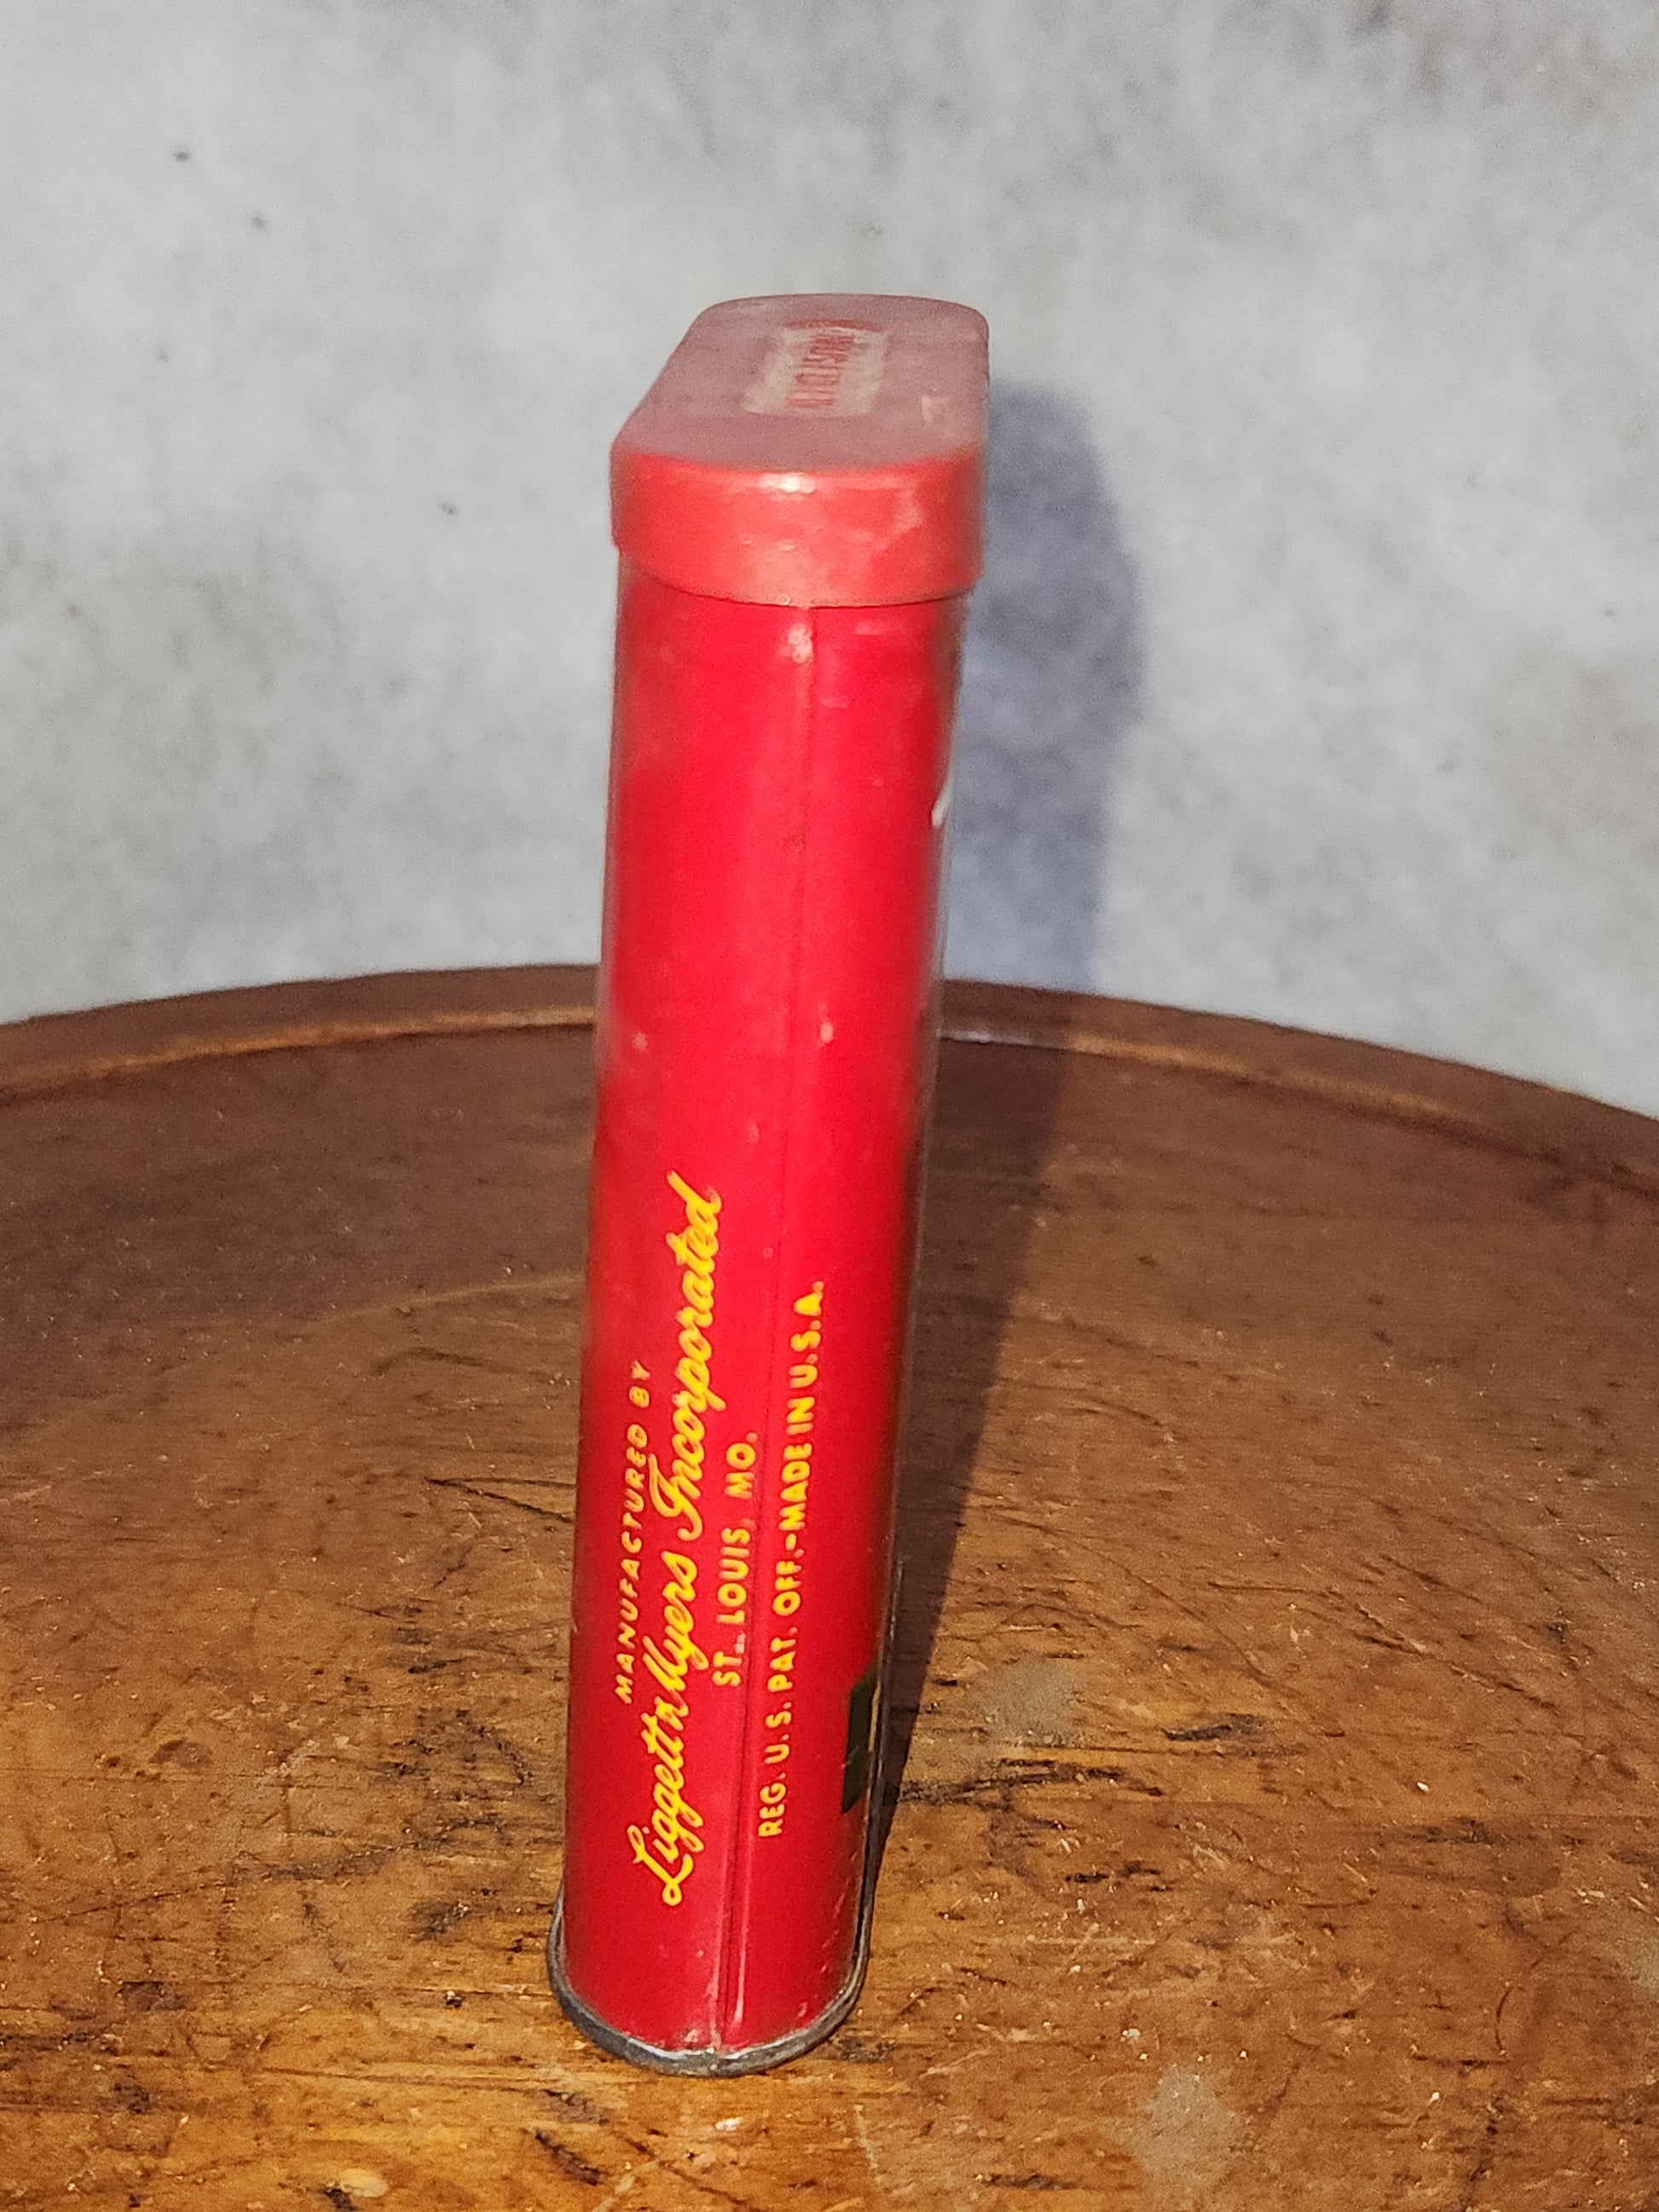 MANUFACTURED BY
Liggett & Myers Incorporated
ST. LOUIS, MO.
REG. U.S. PAT. OFF.-MADE IN U.S.A.